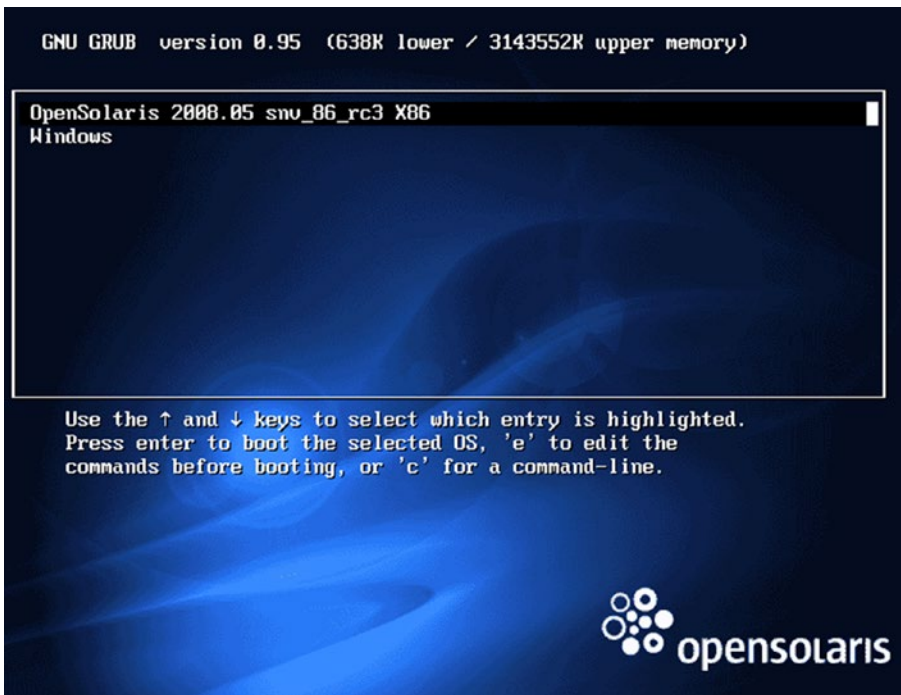 GNU GRUB version 0.95 (638K lower / 3143552K upper memory)
OpenSolaris 2008.05 snv_86_rc3 X86
Windows
Use the ↑ and ↓ keys to select which entry is highlighted.
Press enter to boot the selected OS, 'e' to edit the
commands before booting, or 'c' for a command-line.
opensolaris